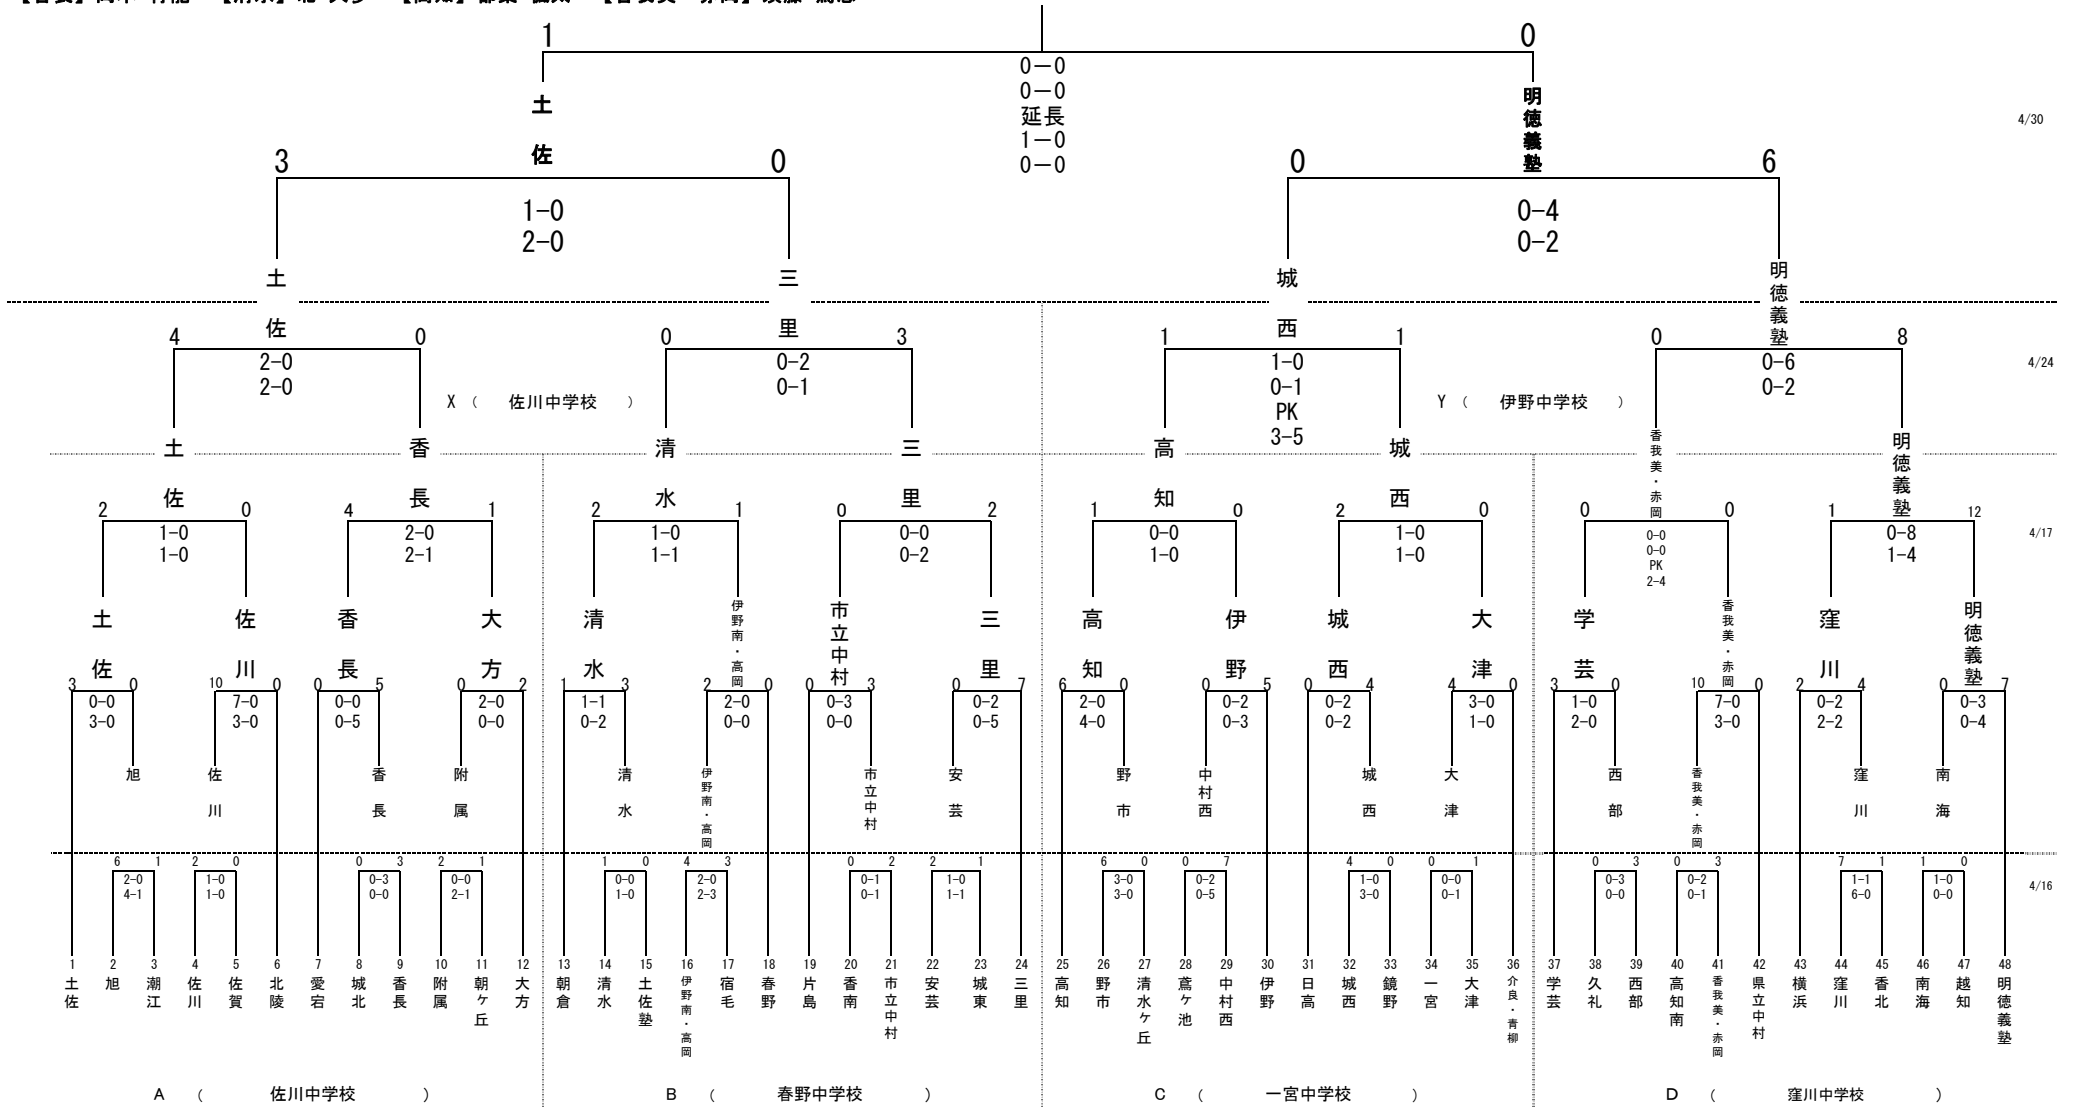 1 0
0－0
0－0
延長
1－0
0－0
土佐 明徳義塾
4/30
3 0 0 6
1-0 0-4
2-0 0-2
土佐 三里 城西 明徳義塾
4 0 0 3 1 1 0 8
2-0 0-2 1-0 0-6
2-0 0-1 0-1 0-2
PK
3-5
4/24
X （ 佐川中学校 ） Y （ 伊野中学校 ）
土佐 香長 清水 三里 高知 城西 香我美・赤岡 明徳義塾
2 0 4 1 2 1 0 2 1 0 2 0 0 0 1 12
1-0 2-0 1-0 0-0 0-0 1-0 0-0 0-8
1-0 2-1 1-1 0-2 1-0 1-0 0-0 1-4
PK
2-4
4/17
土佐 佐川 香長 大方 清水 伊野南・高岡 市立中村 三里 高知 伊野 城西 大津 学芸 香我美・赤岡 窪川 明徳義塾
3 0 10 0 0 5 0 2 1 3 2 0 0 3 0 7 6 0 0 5 0 4 4 0 3 0 10 0 2 4 0 7
0-0 7-0 0-0 2-0 1-1 2-0 0-3 0-2 2-0 0-2 0-2 3-0 1-0 7-0 0-2 0-3
3-0 3-0 0-5 0-0 0-2 0-0 0-0 0-5 4-0 0-3 0-2 1-0 2-0 3-0 2-2 0-4
旭 佐川 香長 附属 清水 伊野南・高岡 市立中村 安芸 野市 中村西 城西 大津 西部 香我美・赤岡 窪川 南海
6 1 2 0 0 3 2 1 1 0 4 3 0 2 2 1 6 0 0 7 4 0 0 1 0 3 0 3 7 1 1 0
2-0 1-0 0-3 0-0 0-0 2-0 0-1 1-0 3-0 0-2 1-0 0-0 0-3 0-2 1-1 1-0
4-1 1-0 0-0 2-1 1-0 2-3 0-1 1-1 3-0 0-5 3-0 0-1 0-0 0-1 6-0 0-0
4/16
1 2 3 4 5 6 7 8 9 10 11 12 13 14 15 16 17 18 19 20 21 22 23 24 25 26 27 28 29 30 31 32 33 34 35 36 37 38 39 40 41 42 43 44 45 46 47 48
土佐 旭 潮江 佐川 佐賀 北陵 愛宕 城北 香長 附属 朝ケ丘 大方 朝倉 清水 土佐塾 伊野南・高岡 宿毛 春野 片島 香南 市立中村 安芸 城東 三里 高知 野市 清水ケ丘 鳶ケ池 中村西 伊野 日高 城西 鏡野 一宮 大津 介良・青柳 学芸 久礼 西部 高知南 香我美・赤岡 県立中村 横浜 窪川 香北 南海 越知 明徳義塾
A （ 佐川中学校 ） B （ 春野中学校 ） C （ 一宮中学校 ） D （ 窪川中学校 ）